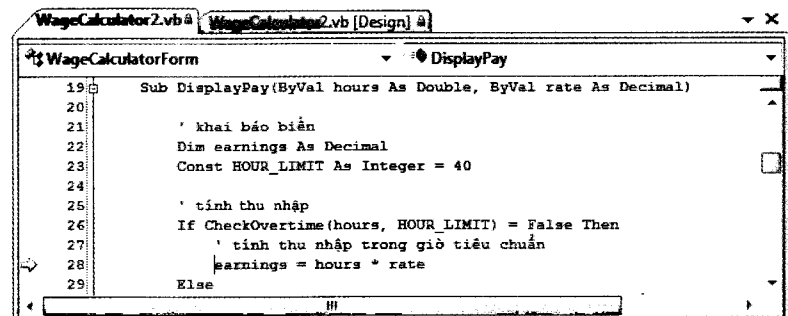 WageCalculator2.vb WageCalculator2.vb [Design]
WageCalculatorForm DisplayPay
19 Sub DisplayPay(ByVal hours As Double, ByVal rate As Decimal)
20
21 ' khai báo biến
22 Dim earnings As Decimal
23 Const HOUR_LIMIT As Integer = 40
24
25 ' tính thu nhập
26 If CheckOvertime(hours, HOUR_LIMIT) = False Then
27 ' tính thu nhập trong giờ tiêu chuẩn
28 earnings = hours * rate
29 Else